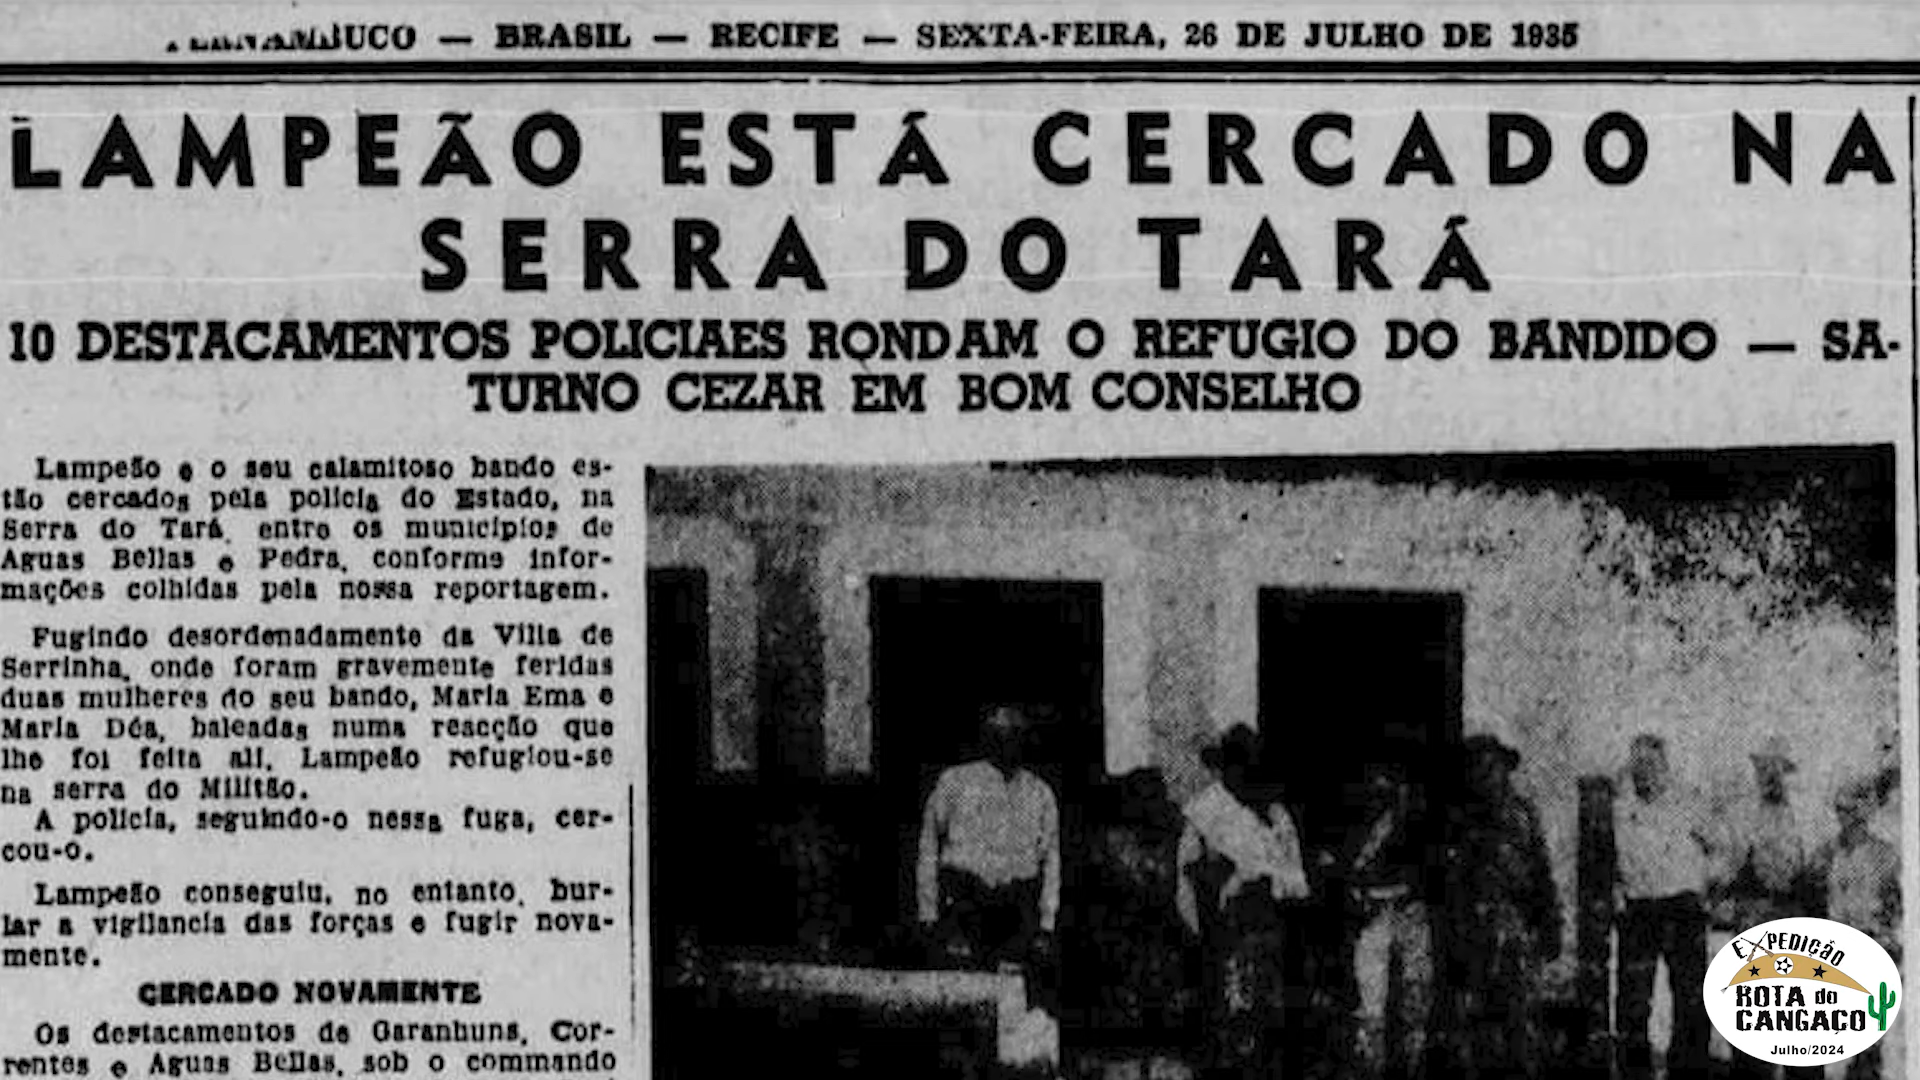 PERNAMBUCO — BRASIL — RECIFE — SEXTA-FEIRA, 26 DE JULHO DE 1935
LAMPEÃO ESTÁ CERCADO NA
SERRA DO TARÁ
10 DESTACAMENTOS POLICIAES RONDAM O REFUGIO DO BANDIDO — SA-
TURNO CEZAR EM BOM CONSELHO
Lampeão e o seu calamitoso bando es-
tão cercados pela policia do Estado, na
Serra do Tará, entre os municipios de
Aguas Bellas e Pedra, conforme infor-
mações colhidas pela nossa reportagem.
Fugindo desordenadamente da Villa de
Serrinha, onde foram gravemente feridas
duas mulheres do seu bando, Maria Ema e
Maria Déa, baleadas numa reacção que
lhe foi feita ali, Lampeão refugiou-se
na serra do Militão.
A policia, seguindo-o nessa fuga, cer-
cou-o.
Lampeão conseguiu, no entanto, bur-
lar a vigilancia das forças e fugir nova-
mente.
CERCADO NOVAMENTE
Os destacamentos de Garanhuns, Cor-
rentes e Aguas Bellas, sob o commando
EXPEDIÇÃO
ROTA do
CANGAÇO
Julho/2024